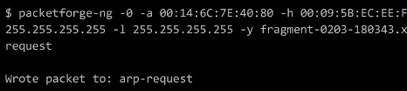 $ packetforge-ng -0 -a 00:14:6C:7E:40:80 -h 00:09:5B:EC:EE:F
255.255.255.255 -l 255.255.255.255 -y fragment-0203-180343.x
request
Wrote packet to: arp-request